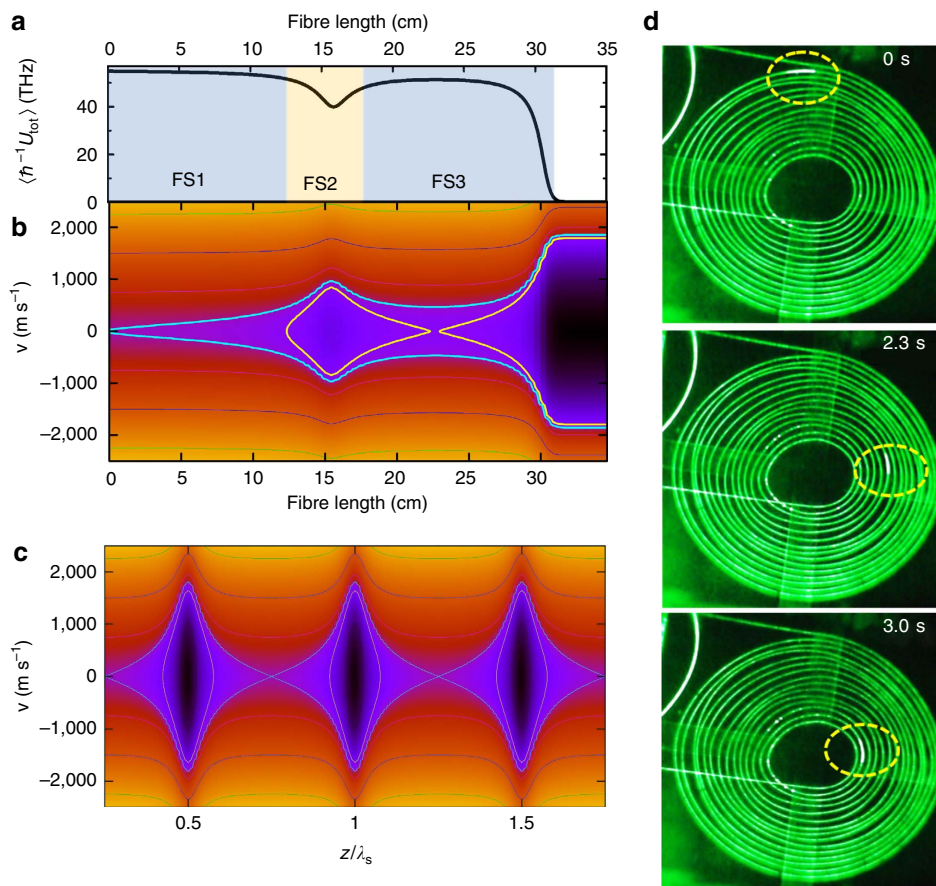 a
Fibre length (cm)
0 5 10 15 20 25 30 35
⟨ħ⁻¹U_tot⟩ (THz)
40
20
0
FS1 FS2 FS3
b
v (m s⁻¹)
2,000
1,000
0
–1,000
–2,000
0 5 10 15 20 25 30
Fibre length (cm)
c
v (m s⁻¹)
2,000
1,000
0
–1,000
–2,000
0.5 1 1.5
z/λ_s
d
0 s
2.3 s
3.0 s